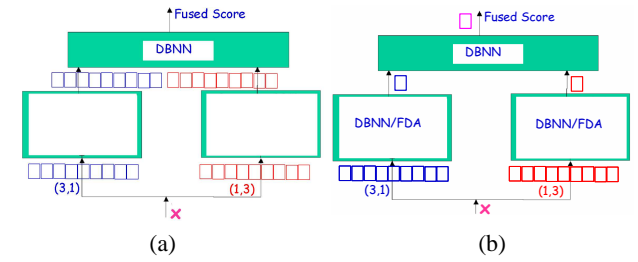 Fused Score
DBNN
(3,1)
(1,3)
×
(a)
Fused Score
DBNN
DBNN/FDA
DBNN/FDA
(3,1)
(1,3)
×
(b)